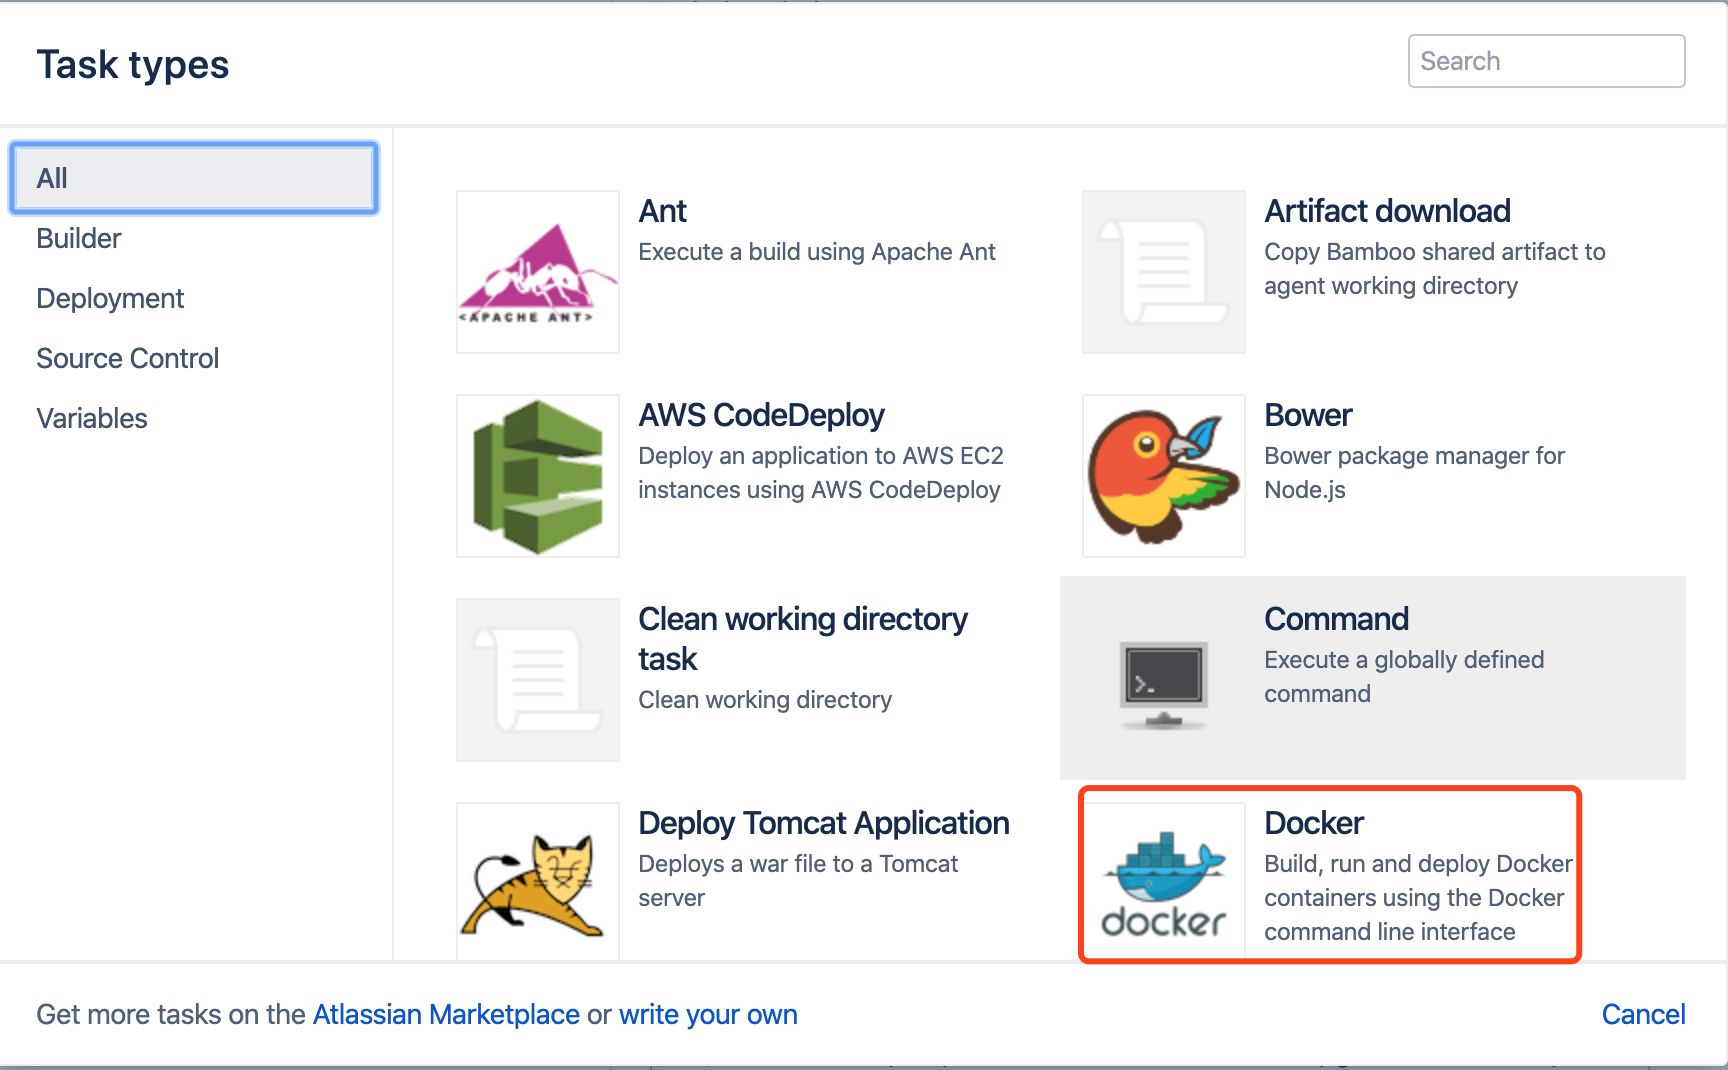 Task types
Search
All
Builder
Deployment
Source Control
Variables
<APACHE ANT>
Ant
Execute a build using Apache Ant
Artifact download
Copy Bamboo shared artifact to
agent working directory
AWS CodeDeploy
Deploy an application to AWS EC2
instances using AWS CodeDeploy
Bower
Bower package manager for
Node.js
Clean working directory
task
Clean working directory
>_
Command
Execute a globally defined
command
Deploy Tomcat Application
Deploys a war file to a Tomcat
server
docker
Docker
Build, run and deploy Docker
containers using the Docker
command line interface
Get more tasks on the Atlassian Marketplace or write your own
Cancel